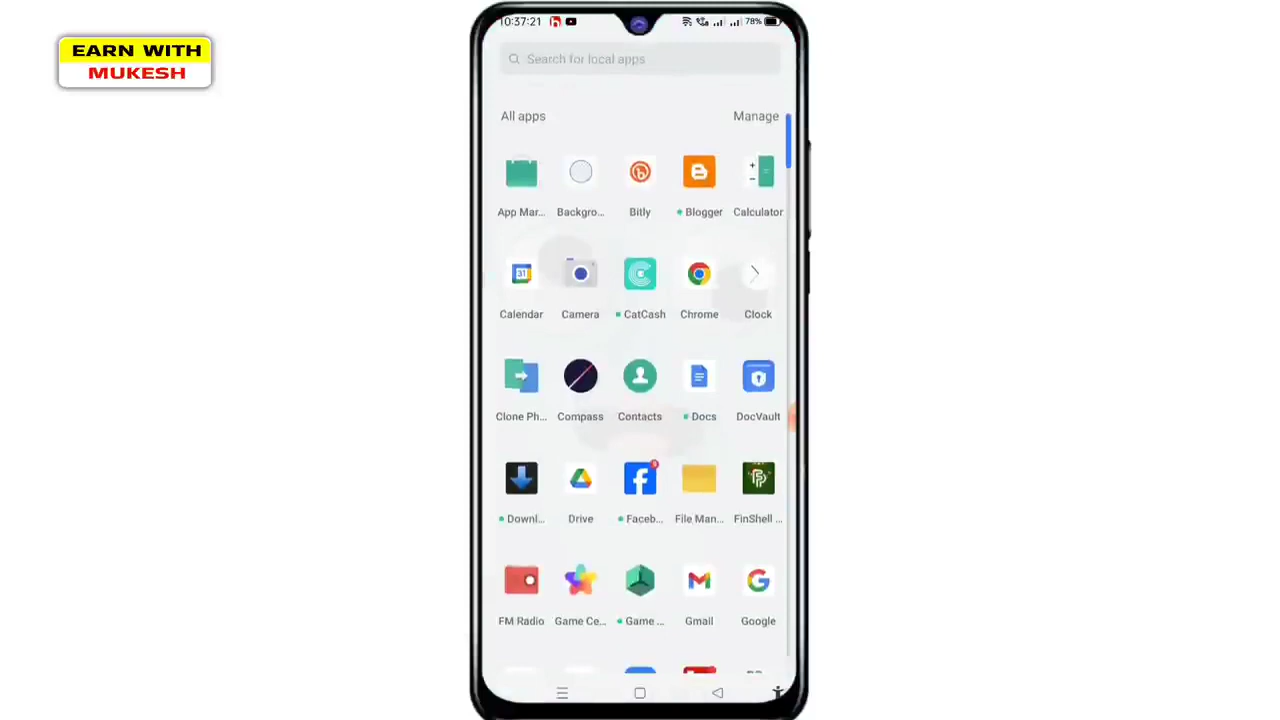 EARN WITH
MUKESH
10:37:21 78%
Search for local apps
All apps Manage
App Mar... Backgro... Bitly Blogger Calculator
31
Calendar Camera CatCash Chrome Clock
Clone Ph... Compass Contacts Docs DocVault
Downl... Drive Faceb... File Man... FinShell ...
FM Radio Game Ce... Game ... Gmail Google